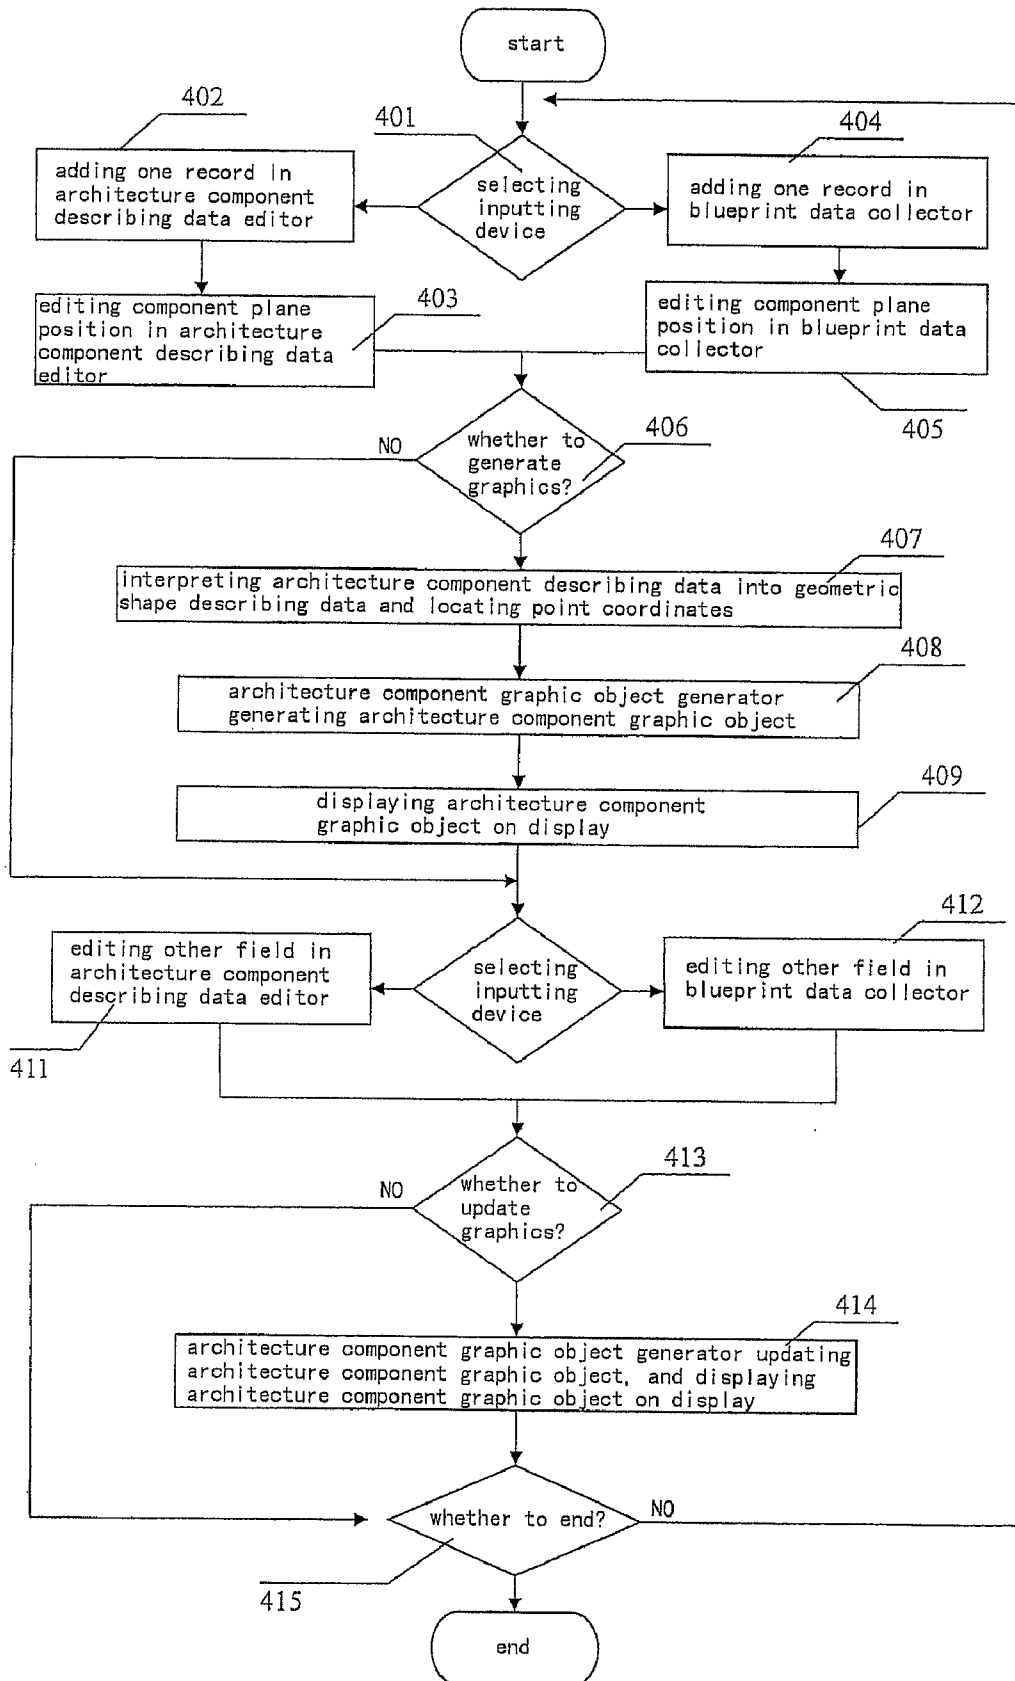 start
402
401
404
adding one record in
architecture component
describing data editor
selecting
inputting
device
adding one record in
blueprint data collector
403
editing component plane
position in architecture
component describing data
editor
editing component plane
position in blueprint data
collector
405
NO
whether to
generate
graphics?
406
407
interpreting architecture component describing data into geometric
shape describing data and locating point coordinates
408
architecture component graphic object generator
generating architecture component graphic object
409
displaying architecture component
graphic object on display
412
editing other field in
architecture component
describing data editor
selecting
inputting
device
editing other field in
blueprint data collector
411
413
NO
whether to
update
graphics?
414
architecture component graphic object generator updating
architecture component graphic object, and displaying
architecture component graphic object on display
whether to end?
NO
415
end